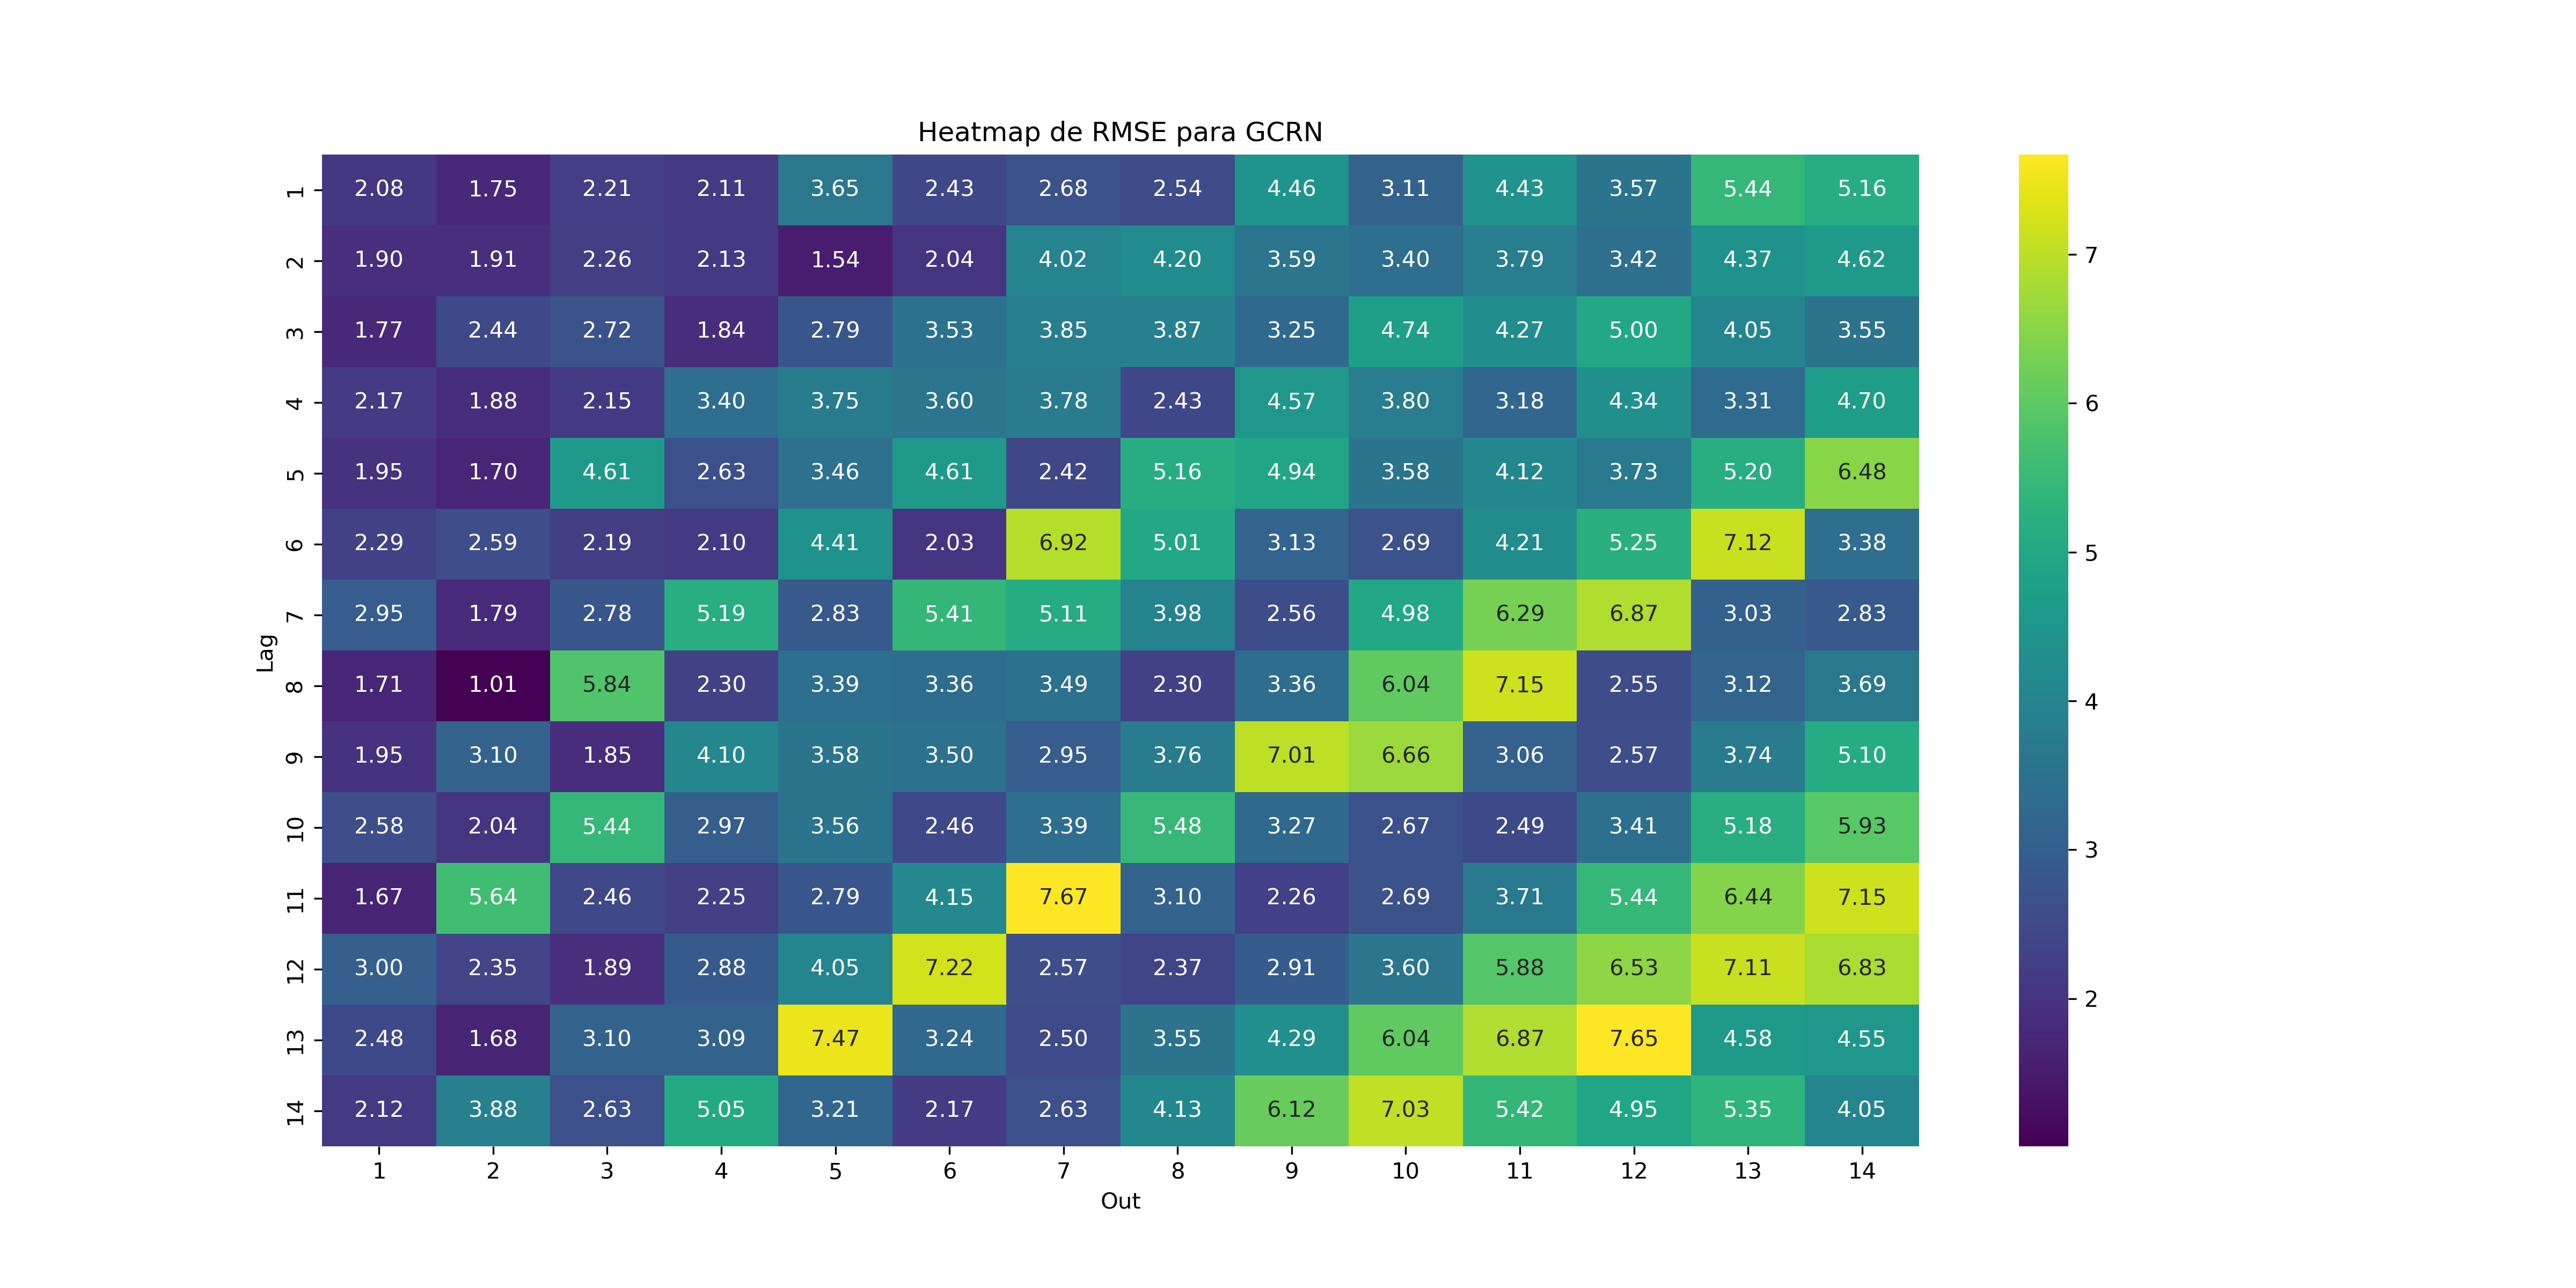 Heatmap de RMSE para GCRN
1 2.08 1.75 2.21 2.11 3.65 2.43 2.68 2.54 4.46 3.11 4.43 3.57 5.44 5.16
2 1.90 1.91 2.26 2.13 1.54 2.04 4.02 4.20 3.59 3.40 3.79 3.42 4.37 4.62
3 1.77 2.44 2.72 1.84 2.79 3.53 3.85 3.87 3.25 4.74 4.27 5.00 4.05 3.55
4 2.17 1.88 2.15 3.40 3.75 3.60 3.78 2.43 4.57 3.80 3.18 4.34 3.31 4.70
5 1.95 1.70 4.61 2.63 3.46 4.61 2.42 5.16 4.94 3.58 4.12 3.73 5.20 6.48
6 2.29 2.59 2.19 2.10 4.41 2.03 6.92 5.01 3.13 2.69 4.21 5.25 7.12 3.38
7 2.95 1.79 2.78 5.19 2.83 5.41 5.11 3.98 2.56 4.98 6.29 6.87 3.03 2.83
8 1.71 1.01 5.84 2.30 3.39 3.36 3.49 2.30 3.36 6.04 7.15 2.55 3.12 3.69
9 1.95 3.10 1.85 4.10 3.58 3.50 2.95 3.76 7.01 6.66 3.06 2.57 3.74 5.10
10 2.58 2.04 5.44 2.97 3.56 2.46 3.39 5.48 3.27 2.67 2.49 3.41 5.18 5.93
11 1.67 5.64 2.46 2.25 2.79 4.15 7.67 3.10 2.26 2.69 3.71 5.44 6.44 7.15
12 3.00 2.35 1.89 2.88 4.05 7.22 2.57 2.37 2.91 3.60 5.88 6.53 7.11 6.83
13 2.48 1.68 3.10 3.09 7.47 3.24 2.50 3.55 4.29 6.04 6.87 7.65 4.58 4.55
14 2.12 3.88 2.63 5.05 3.21 2.17 2.63 4.13 6.12 7.03 5.42 4.95 5.35 4.05
1 2 3 4 5 6 7 8 9 10 11 12 13 14
Out
Lag
7
6
5
4
3
2